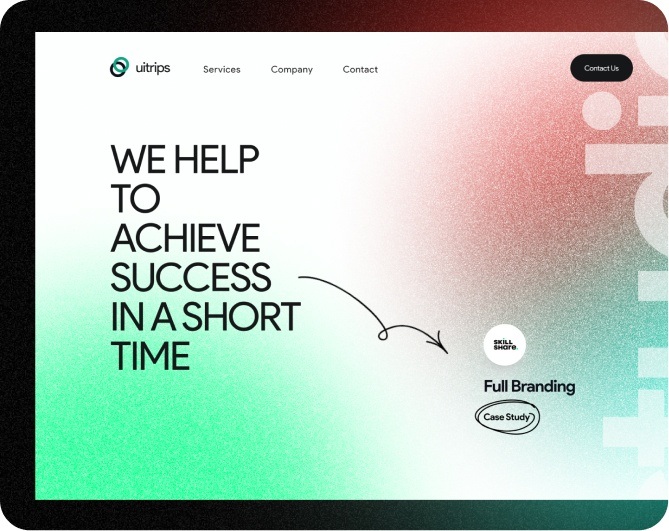 uitrips
Services
Company
Contact
Contact Us
WE HELP
TO
ACHIEVE
SUCCESS
IN A SHORT
TIME
SKILL
SHARE.
Full Branding
Case Study
studio